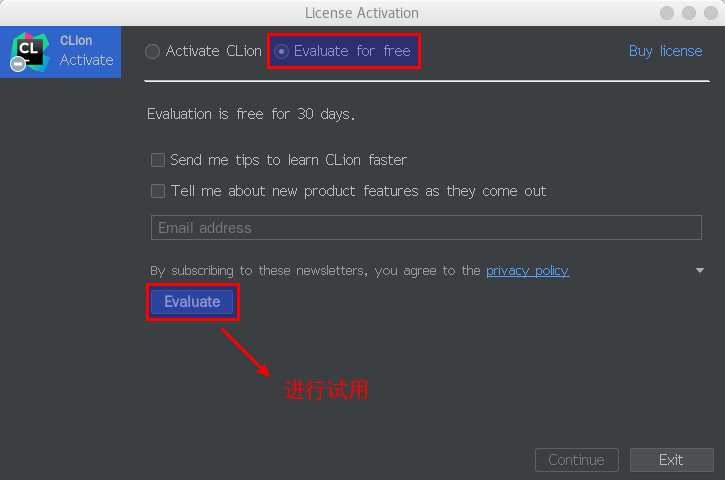 License Activation
CL
CLion
Activate
Activate CLion
Evaluate for free
Buy license
Evaluation is free for 30 days.
Send me tips to learn CLion faster
Tell me about new product features as they come out
Email address
By subscribing to these newsletters, you agree to the privacy policy
Evaluate
进行试用
Continue
Exit